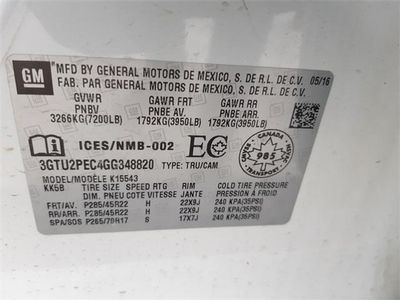 GM
MFD BY GENERAL MOTORS DE MEXICO, S. DE R.L. DE C.V. 05/16
FAB. PAR GENERAL MOTORS DE MEXICO, S. DE R.L. DE C.V.
GVWR GAWR FRT GAWR RR
PNBV PNBE AV PNBE AR
3266KG(7200LB) 1792KG(3950LB) 1792KG(3950LB)
ICES/NMB-002 EC
CANADA
985
3GTU2PEC4GG348820 TYPE: TRU/CAM
MODEL/MODELE K15543
KK5B TIRE SIZE SPEED RTG RIM COLD TIRE PRESSURE
DIM. PNEU COTE VITESSE JANTE PRESSION À FROID
FRT/AV. P285/45R22 H 22X9J 240 KPA(35PSI)
RR/ARR. P285/45R22 H 22X9J 240 KPA(35PSI)
SPA/SOS P265/70R17 S 17X7J 240 KPA(35PSI)